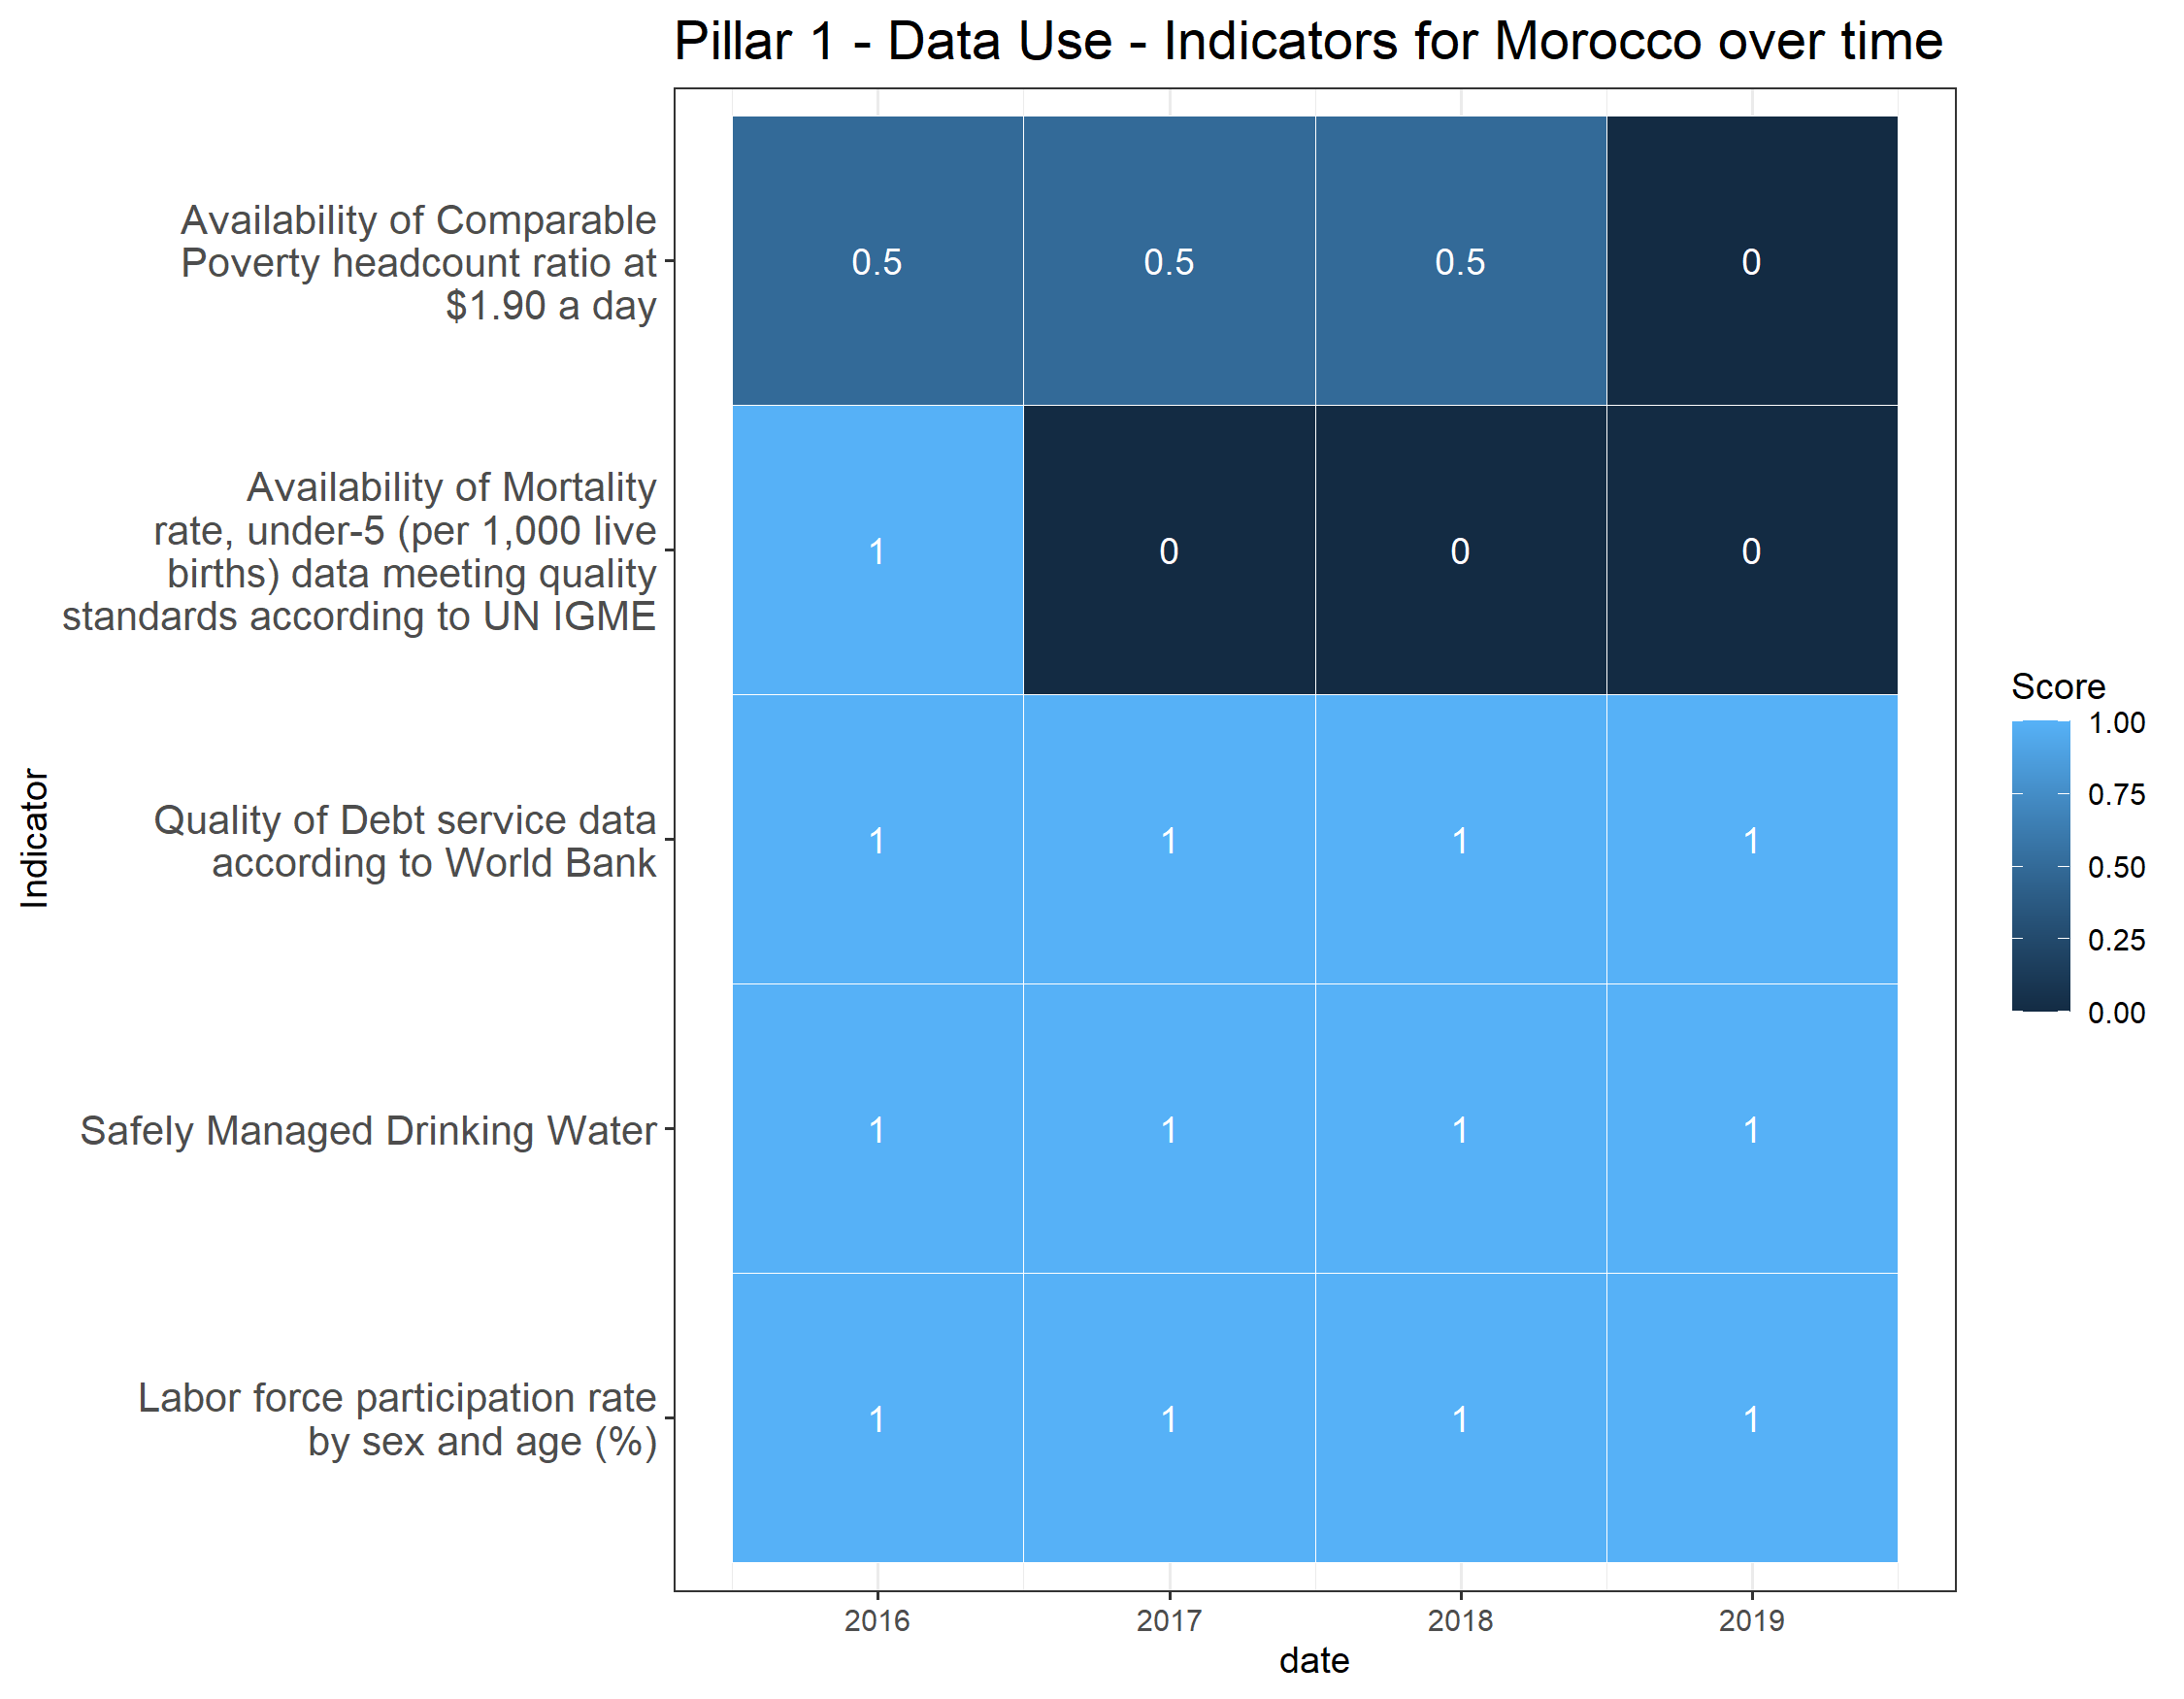 Pillar 1 - Data Use - Indicators for Morocco over time
Indicator
Availability of Comparable
Poverty headcount ratio at
$1.90 a day
0.5 0.5 0.5 0
Availability of Mortality
rate, under-5 (per 1,000 live
births) data meeting quality
standards according to UN IGME
1 0 0 0
Quality of Debt service data
according to World Bank
1 1 1 1
Safely Managed Drinking Water
1 1 1 1
Labor force participation rate
by sex and age (%)
1 1 1 1
2016 2017 2018 2019
date
Score
1.00
0.75
0.50
0.25
0.00